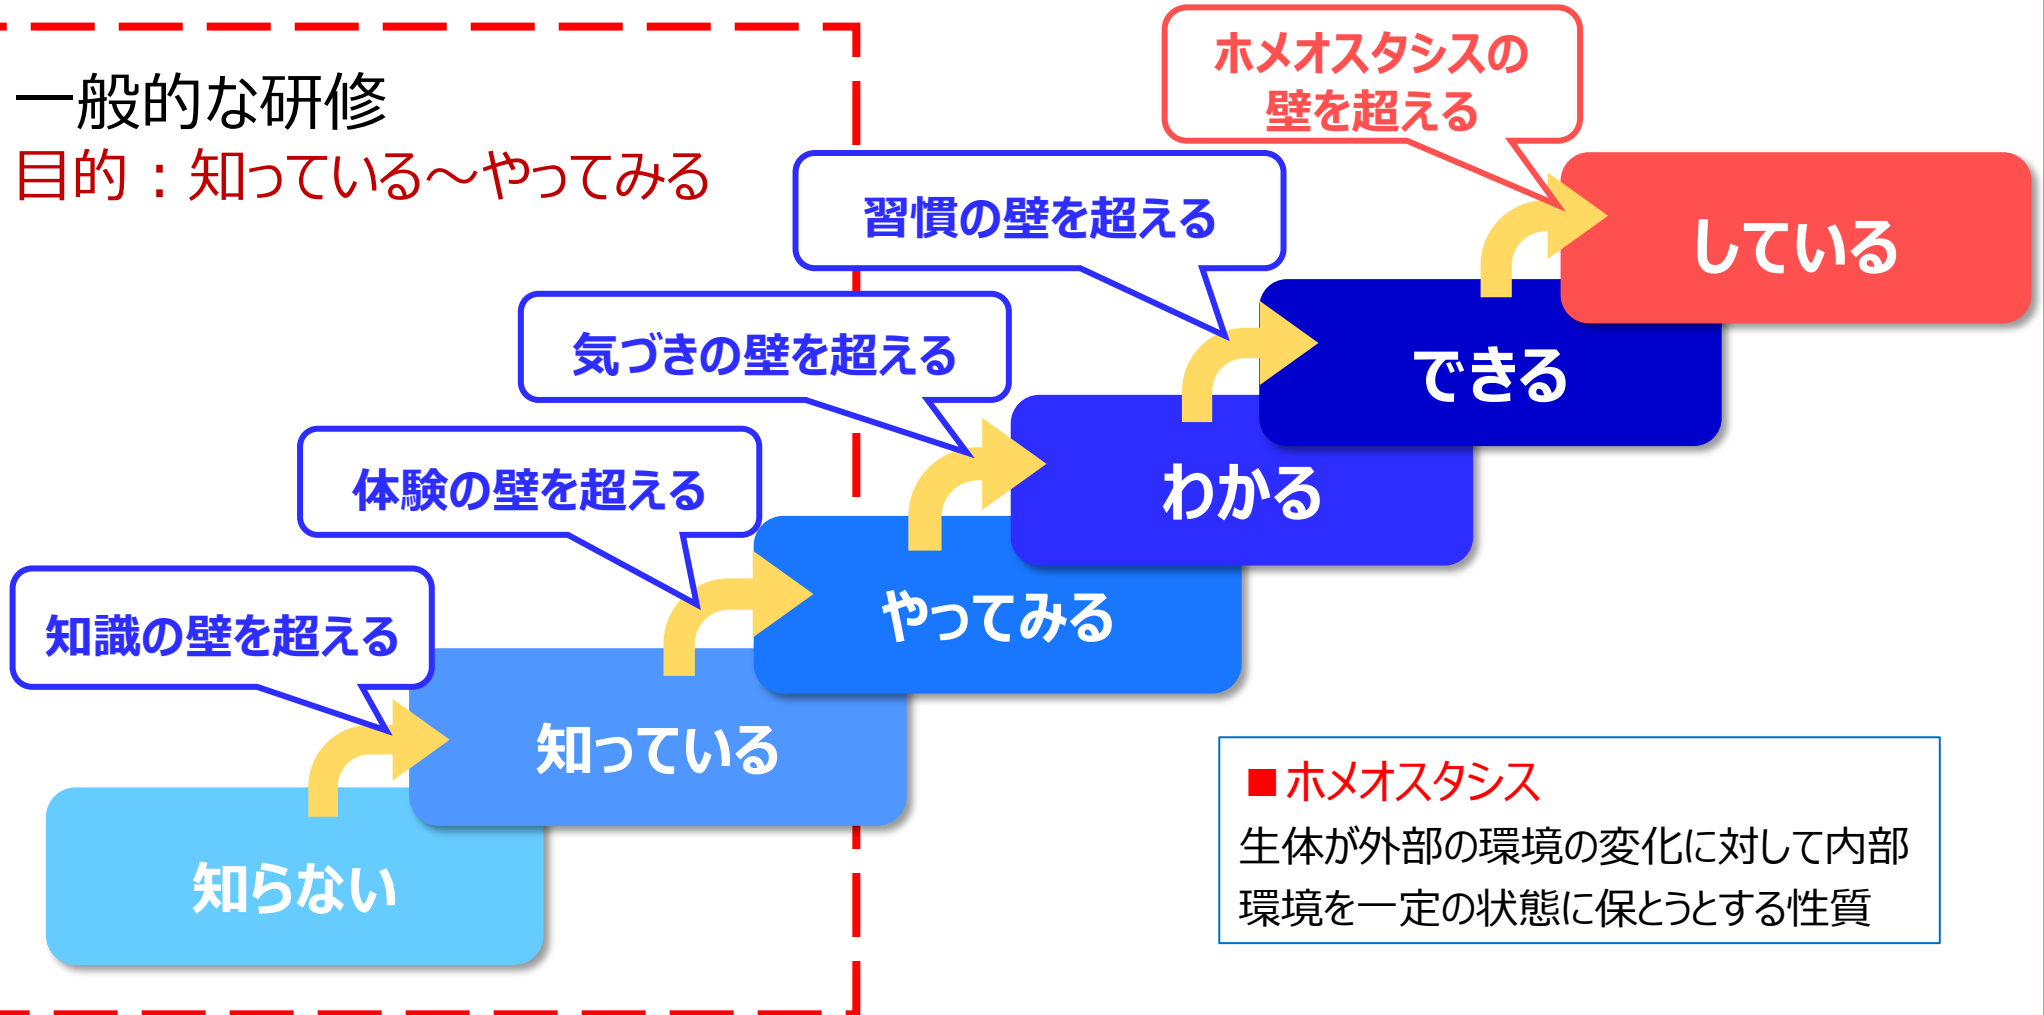 一般的な研修
目的：知っている～やってみる
ホメオスタシスの
壁を超える
習慣の壁を超える
気づきの壁を超える
体験の壁を超える
知識の壁を超える
している
できる
わかる
やってみる
知っている
知らない
■ホメオスタシス
生体が外部の環境の変化に対して内部
環境を一定の状態に保とうとする性質